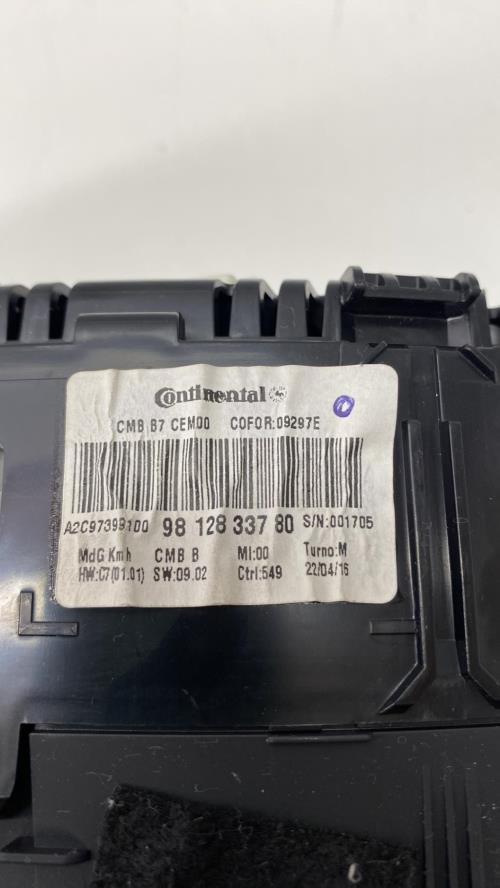 Continental
CMB B7 CEM00 COFOR:09297E
A2C97399100 98 128 337 80 S/N:001705
MdG Kmh CMB B MI:00 Turno:M
HW:C7(01.01) SW:09.02 Ctrl:549 22/04/16